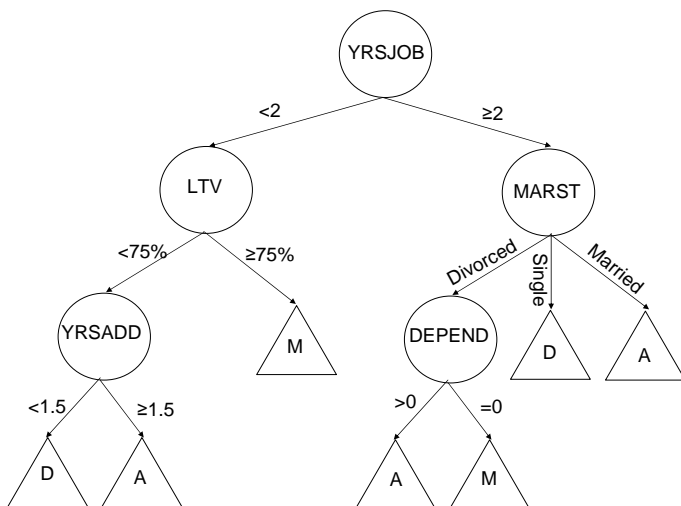 YRSJOB
<2
≥2
LTV
MARST
<75%
≥75%
Divorced
Single
Married
YRSADD
M
DEPEND
D
A
<1.5
≥1.5
>0
=0
D
A
A
M